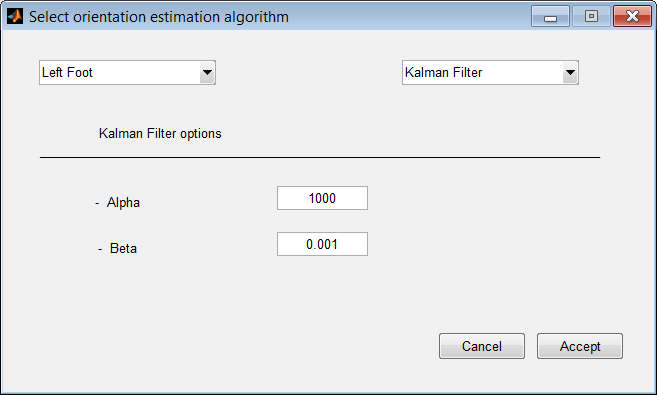 Select orientation estimation algorithm
Left Foot Kalman Filter
Kalman Filter options
- Alpha 1000
- Beta 0.001
Cancel Accept